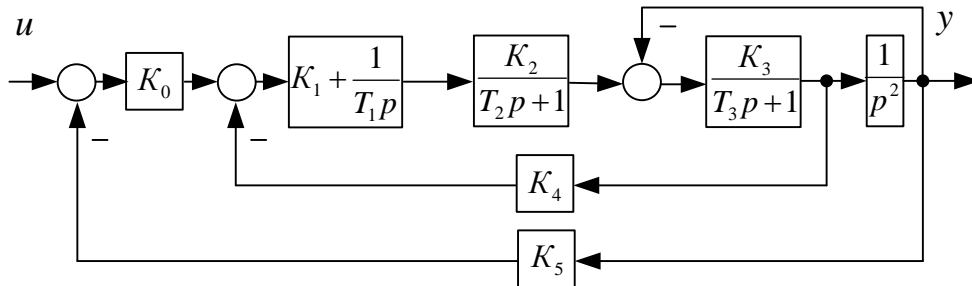 u
y
−
K₀
K₁ + 1/(T₁p)
K₂/(T₂p + 1)
K₃/(T₃p + 1)
1/p²
−
−
K₄
K₅